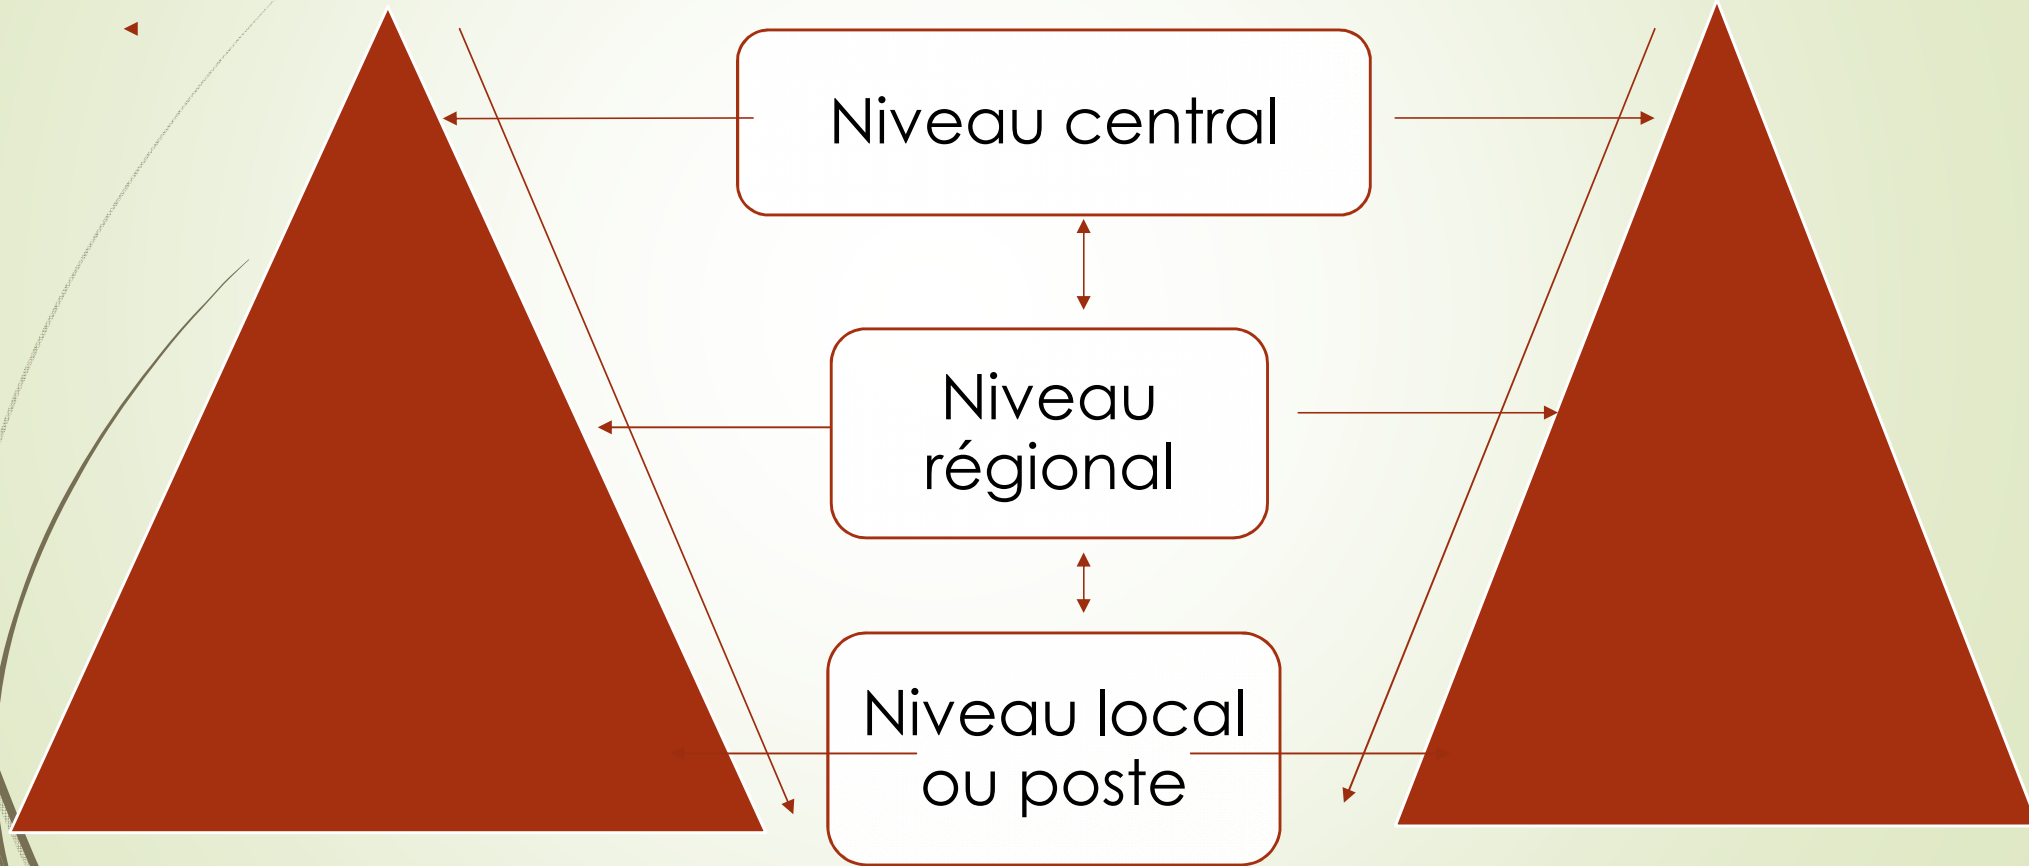 Niveau central
Niveau
régional
Niveau local
ou poste